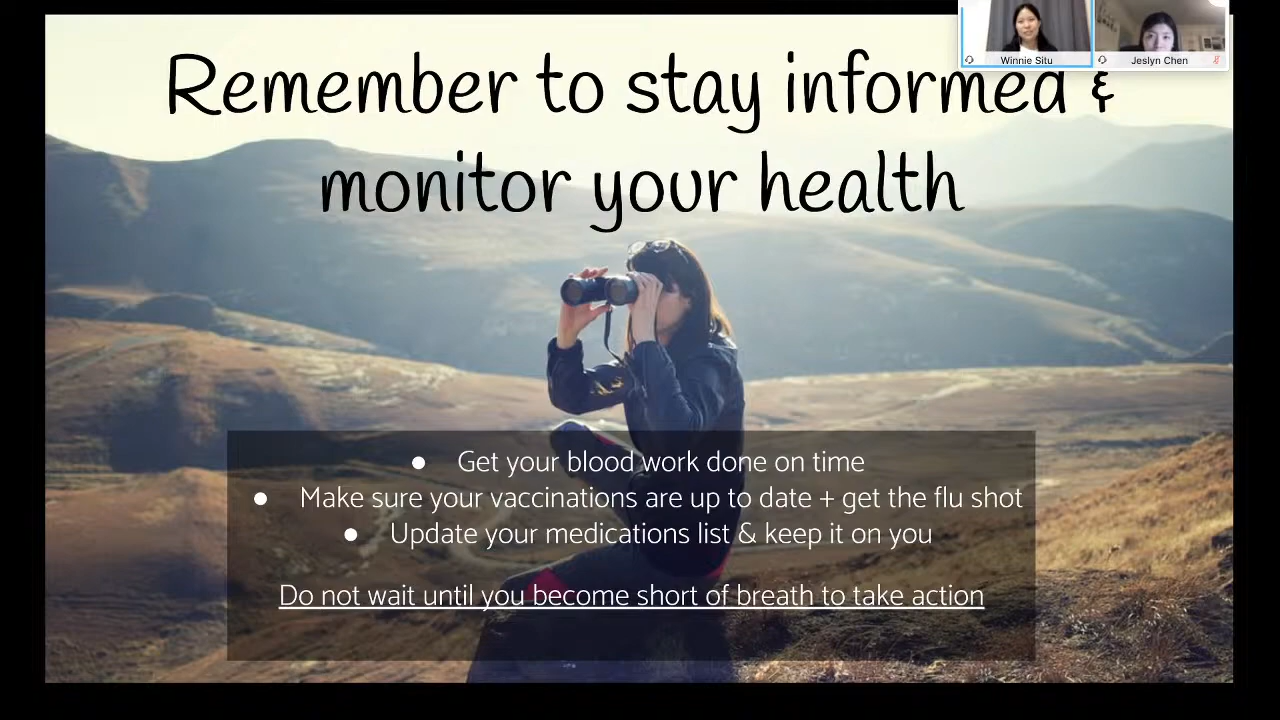 Winnie Situ
Jeslyn Chen
Remember to stay informed &
monitor your health
● Get your blood work done on time
● Make sure your vaccinations are up to date + get the flu shot
● Update your medications list & keep it on you
Do not wait until you become short of breath to take action